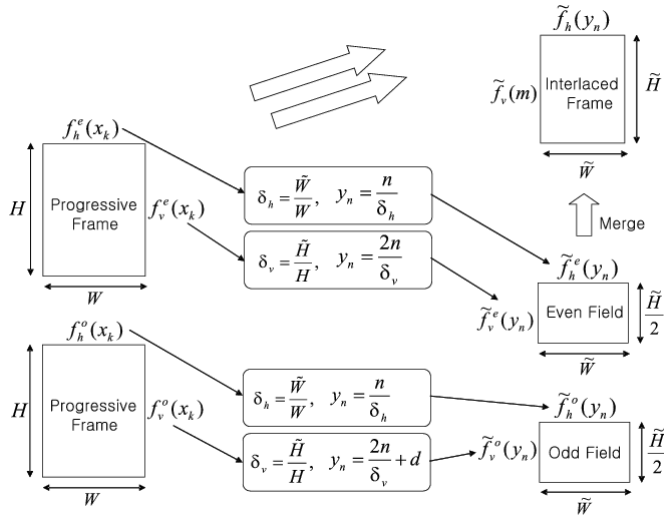 f̃_h(y_n)
f̃_v(m)
Interlaced
Frame
H̃
W̃
f_h^e(x_k)
H
Progressive
Frame
f_v^e(x_k)
W
δ_h = W̃/W, y_n = n/δ_h
δ_v = H̃/H, y_n = 2n/δ_v
Merge
f̃_h^e(y_n)
f̃_v^e(y_n)
Even Field
H̃/2
W̃
f_h^o(x_k)
H
Progressive
Frame
f_v^o(x_k)
W
δ_h = W̃/W, y_n = n/δ_h
δ_v = H̃/H, y_n = 2n/δ_v + d
f̃_h^o(y_n)
f̃_v^o(y_n)
Odd Field
H̃/2
W̃